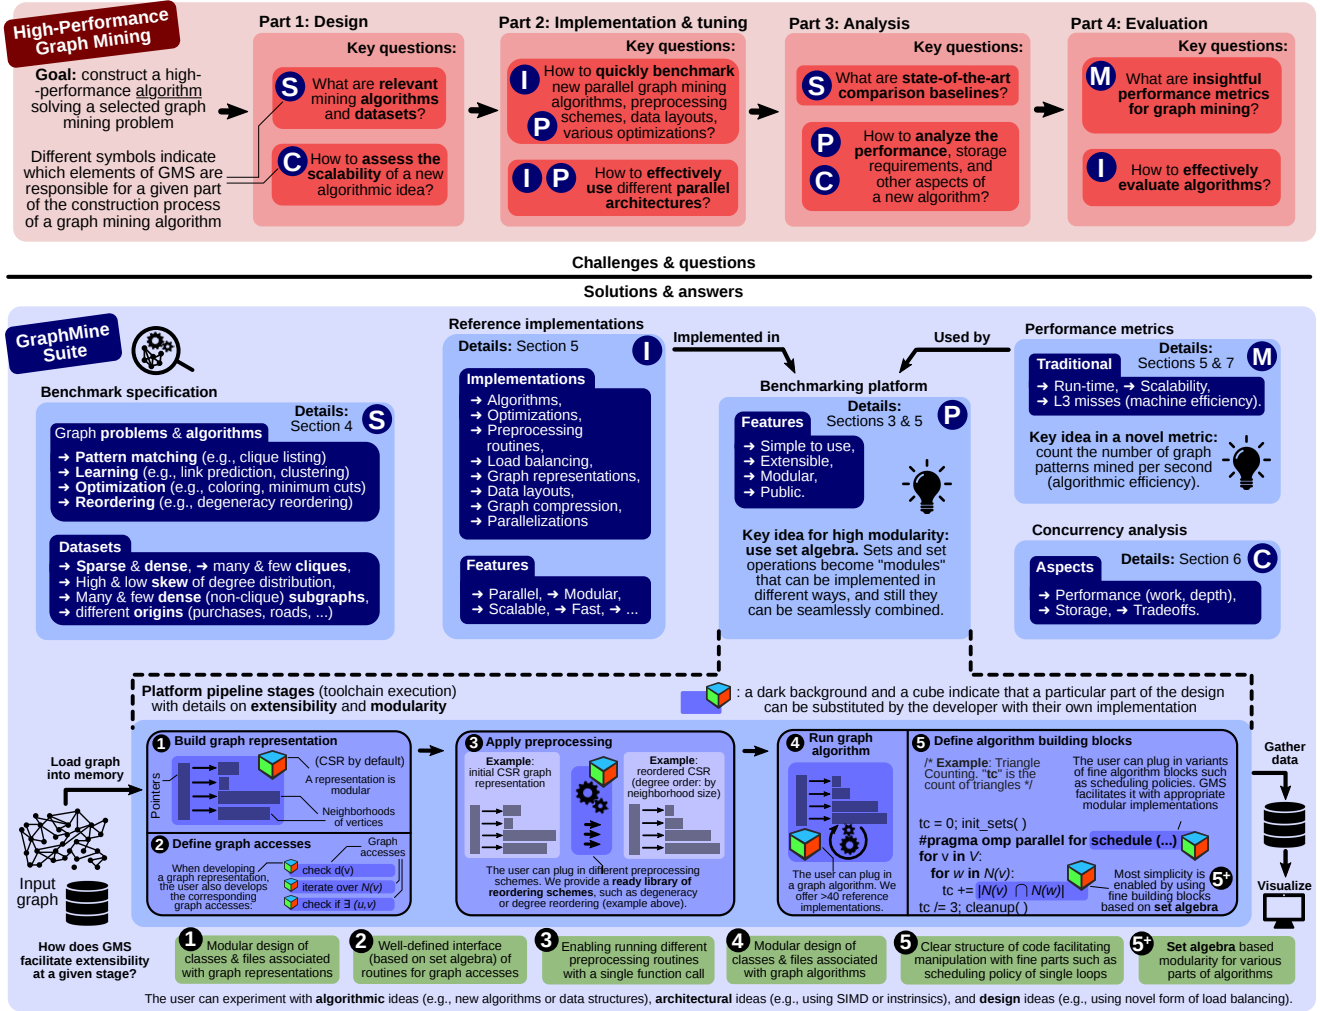 High-Performance
Graph Mining
Goal: construct a high-
-performance algorithm
solving a selected graph
mining problem
Different symbols indicate
which elements of GMS are
responsible for a given part
of the construction process
of a graph mining algorithm
Part 1: Design
Key questions:
S
What are relevant
mining algorithms
and datasets?
C
How to assess the
scalability of a new
algorithmic idea?
Part 2: Implementation & tuning
Key questions:
I
How to quickly benchmark
new parallel graph mining
algorithms, preprocessing
schemes, data layouts,
various optimizations?
P
I P
How to effectively
use different parallel
architectures?
Part 3: Analysis
Key questions:
S
What are state-of-the-art
comparison baselines?
P
C
How to analyze the
performance, storage
requirements, and
other aspects of
a new algorithm?
Part 4: Evaluation
Key questions:
M
What are insightful
performance metrics
for graph mining?
I
How to effectively
evaluate algorithms?
Challenges & questions
Solutions & answers
GraphMine
Suite
Benchmark specification
Details:
Section 4
S
Graph problems & algorithms
➜ Pattern matching (e.g., clique listing)
➜ Learning (e.g., link prediction, clustering)
➜ Optimization (e.g., coloring, minimum cuts)
➜ Reordering (e.g., degeneracy reordering)
Datasets
➜ Sparse & dense, ➜ many & few cliques,
➜ High & low skew of degree distribution,
➜ Many & few dense (non-clique) subgraphs,
➜ different origins (purchases, roads, ...)
Reference implementations
Details: Section 5
I
Implementations
➜ Algorithms,
➜ Optimizations,
➜ Preprocessing
routines,
➜ Load balancing,
➜ Graph representations,
➜ Data layouts,
➜ Graph compression,
➜ Parallelizations
Features
➜ Parallel, ➜ Modular,
➜ Scalable, ➜ Fast, ➜ ...
Implemented in
Used by
Benchmarking platform
Details:
Sections 3 & 5
P
Features
➜ Simple to use,
➜ Extensible,
➜ Modular,
➜ Public.
Key idea for high modularity:
use set algebra. Sets and set
operations become "modules"
that can be implemented in
different ways, and still they
can be seamlessly combined.
Performance metrics
Details:
Sections 5 & 7
M
Traditional
➜ Run-time, ➜ Scalability,
➜ L3 misses (machine efficiency).
Key idea in a novel metric:
count the number of graph
patterns mined per second
(algorithmic efficiency).
Concurrency analysis
Details: Section 6
C
Aspects
➜ Performance (work, depth),
➜ Storage, ➜ Tradeoffs.
Platform pipeline stages (toolchain execution)
with details on extensibility and modularity
: a dark background and a cube indicate that a particular part of the design
can be substituted by the developer with their own implementation
Load graph
into memory
Input
graph
1 Build graph representation
Pointers
(CSR by default)
A representation is
modular
Neighborhoods
of vertices
2 Define graph accesses
Graph
accesses
When developing
a graph representation,
the user also develops
the corresponding
graph accesses:
check d(v)
iterate over N(v)
check if ∃ (u,v)
3 Apply preprocessing
Example:
initial CSR graph
representation
Example:
reordered CSR
(degree order: by
neighborhood size)
The user can plug in different preprocessing
schemes. We provide a ready library of
reordering schemes, such as degeneracy
or degree reordering (example above).
4 Run graph
algorithm
The user can plug in
a graph algorithm. We
offer >40 reference
implementations.
5 Define algorithm building blocks
/* Example: Triangle
Counting. "tc" is the
count of triangles */
The user can plug in variants
of fine algorithm blocks such
as scheduling policies. GMS
facilitates it with appropriate
modular implementations
tc = 0; init_sets( )
#pragma omp parallel for schedule (...)
for v in V:
for w in N(v):
tc += |N(v) ⋂ N(w)|
tc /= 3; cleanup( )
5+
Most simplicity is
enabled by using
fine building blocks
based on set algebra
Gather
data
Visualize
How does GMS
facilitate extensibility
at a given stage?
1 Modular design of
classes & files associated
with graph representations
2 Well-defined interface
(based on set algebra) of
routines for graph accesses
3 Enabling running different
preprocessing routines
with a single function call
4 Modular design of
classes & files associated
with graph algorithms
5 Clear structure of code facilitating
manipulation with fine parts such as
scheduling policy of single loops
5+ Set algebra based
modularity for various
parts of algorithms
The user can experiment with algorithmic ideas (e.g., new algorithms or data structures), architectural ideas (e.g., using SIMD or instrinsics), and design ideas (e.g., using novel form of load balancing).